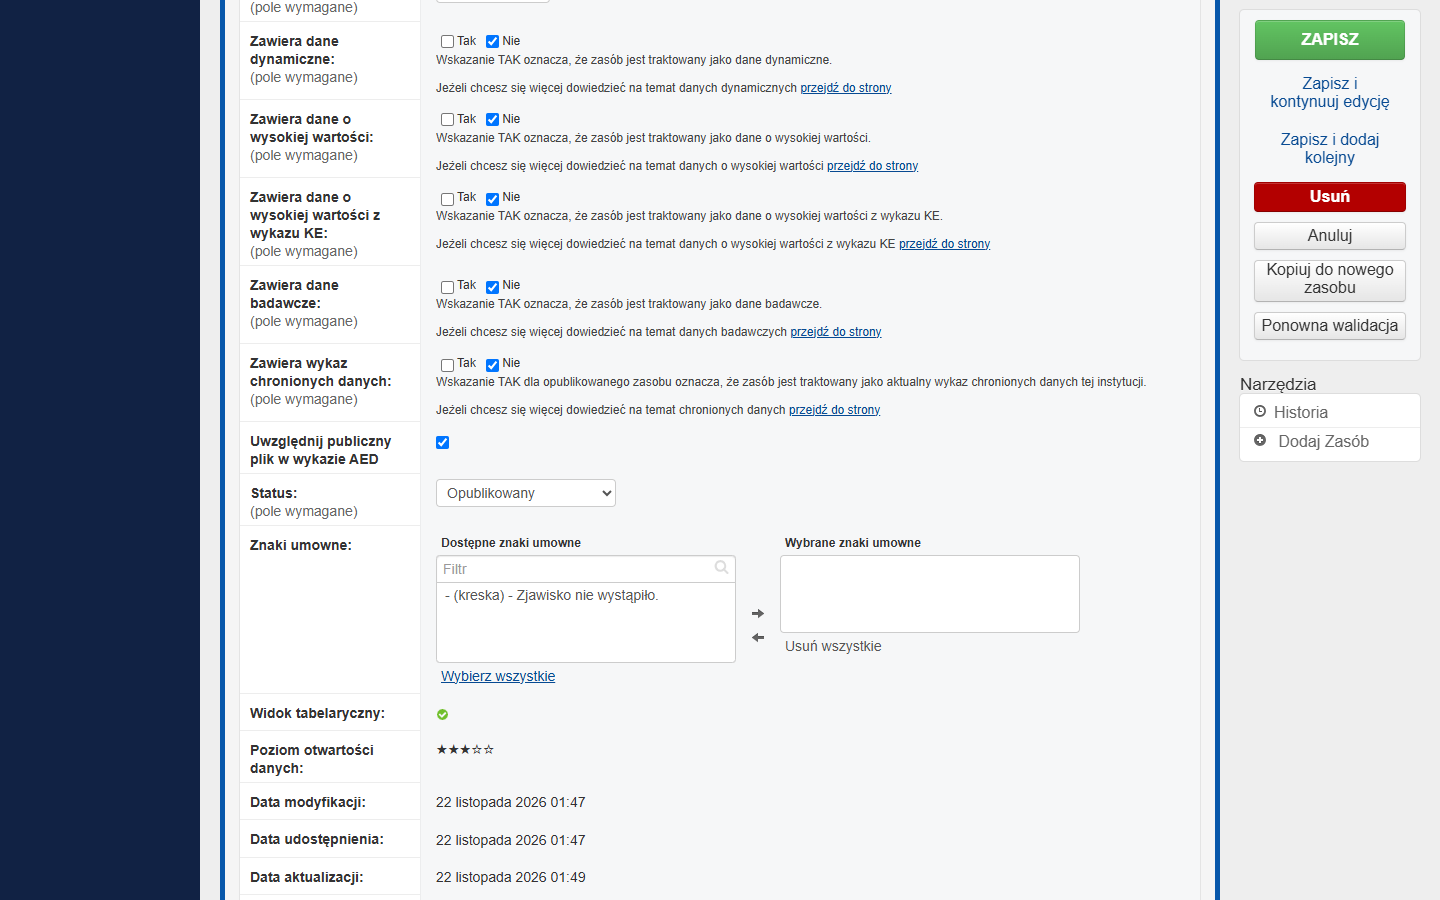 (pole wymagane)
Zawiera dane
dynamiczne:
(pole wymagane)
Tak Nie
Wskazanie TAK oznacza, że zasób jest traktowany jako dane dynamiczne.
Jeżeli chcesz się więcej dowiedzieć na temat danych dynamicznych przejdź do strony
Zawiera dane o
wysokiej wartości:
(pole wymagane)
Tak Nie
Wskazanie TAK oznacza, że zasób jest traktowany jako dane o wysokiej wartości.
Jeżeli chcesz się więcej dowiedzieć na temat danych o wysokiej wartości przejdź do strony
Zawiera dane o
wysokiej wartości z
wykazu KE:
(pole wymagane)
Tak Nie
Wskazanie TAK oznacza, że zasób jest traktowany jako dane o wysokiej wartości z wykazu KE.
Jeżeli chcesz się więcej dowiedzieć na temat danych o wysokiej wartości z wykazu KE przejdź do strony
Zawiera dane
badawcze:
(pole wymagane)
Tak Nie
Wskazanie TAK oznacza, że zasób jest traktowany jako dane badawcze.
Jeżeli chcesz się więcej dowiedzieć na temat danych badawczych przejdź do strony
Zawiera wykaz
chronionych danych:
(pole wymagane)
Tak Nie
Wskazanie TAK dla opublikowanego zasobu oznacza, że zasób jest traktowany jako aktualny wykaz chronionych danych tej instytucji.
Jeżeli chcesz się więcej dowiedzieć na temat chronionych danych przejdź do strony
Uwzględnij publiczny
plik w wykazie AED
Status:
(pole wymagane)
Opublikowany
Znaki umowne:
Dostępne znaki umowne
Filtr
- (kreska) - Zjawisko nie wystąpiło.
Wybierz wszystkie
Wybrane znaki umowne
Usuń wszystkie
Widok tabelaryczny:
Poziom otwartości
danych:
★★★☆☆
Data modyfikacji:
22 listopada 2026 01:47
Data udostępnienia:
22 listopada 2026 01:47
Data aktualizacji:
22 listopada 2026 01:49
ZAPISZ
Zapisz i
kontynuuj edycję
Zapisz i dodaj
kolejny
Usuń
Anuluj
Kopiuj do nowego
zasobu
Ponowna walidacja
Narzędzia
Historia
Dodaj Zasób